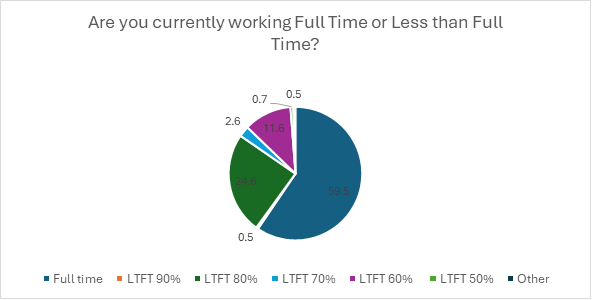 Are you currently working Full Time or Less than Full
Time?
0.7
0.5
2.6
11.6
24.6
59.5
0.5
Full time LTFT 90% LTFT 80% LTFT 70% LTFT 60% LTFT 50% Other